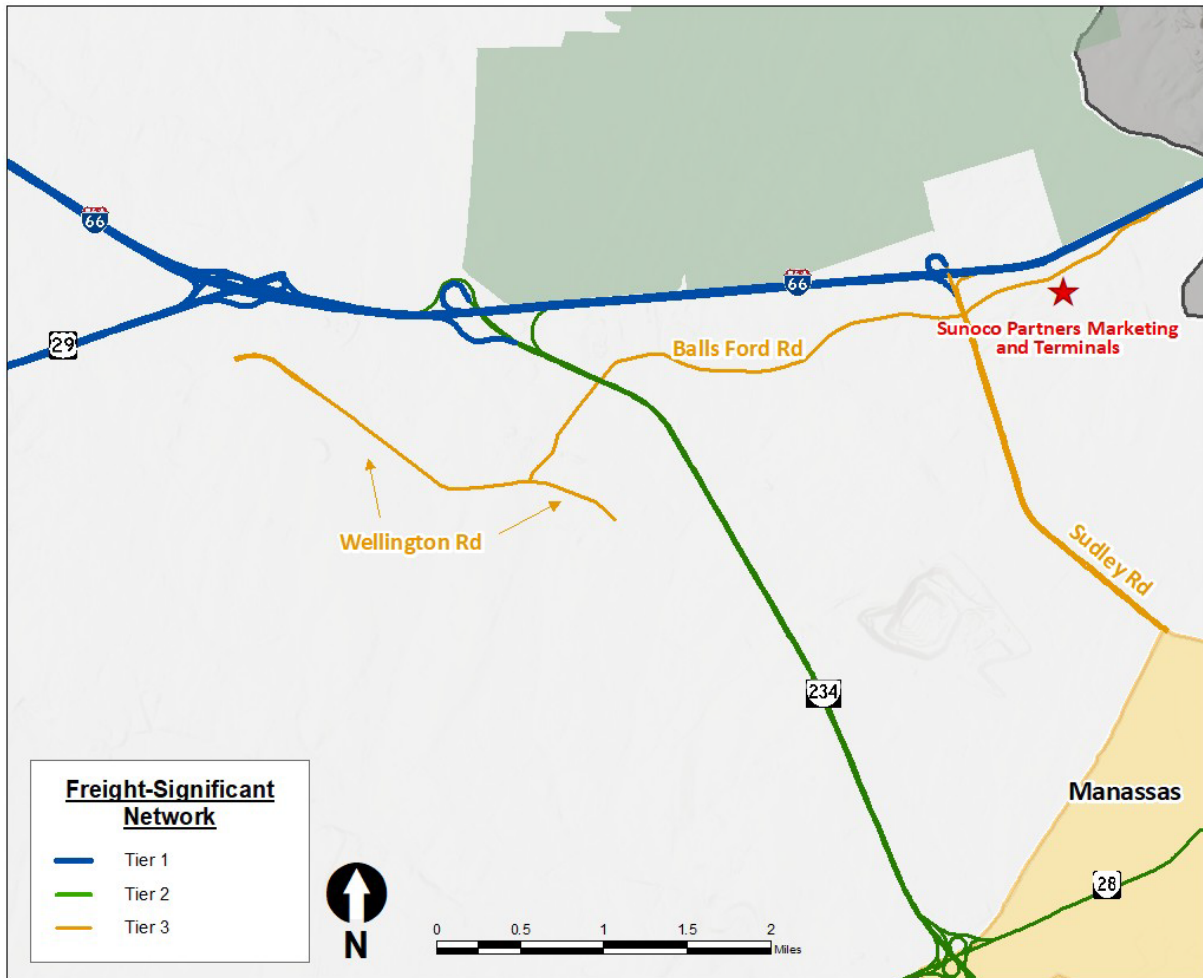 66
66
29
Balls Ford Rd
Sunoco Partners Marketing
and Terminals
Wellington Rd
Sudley Rd
234
Manassas
28
Freight-Significant
Network
Tier 1
Tier 2
Tier 3
N
0 0.5 1 1.5 2
Miles